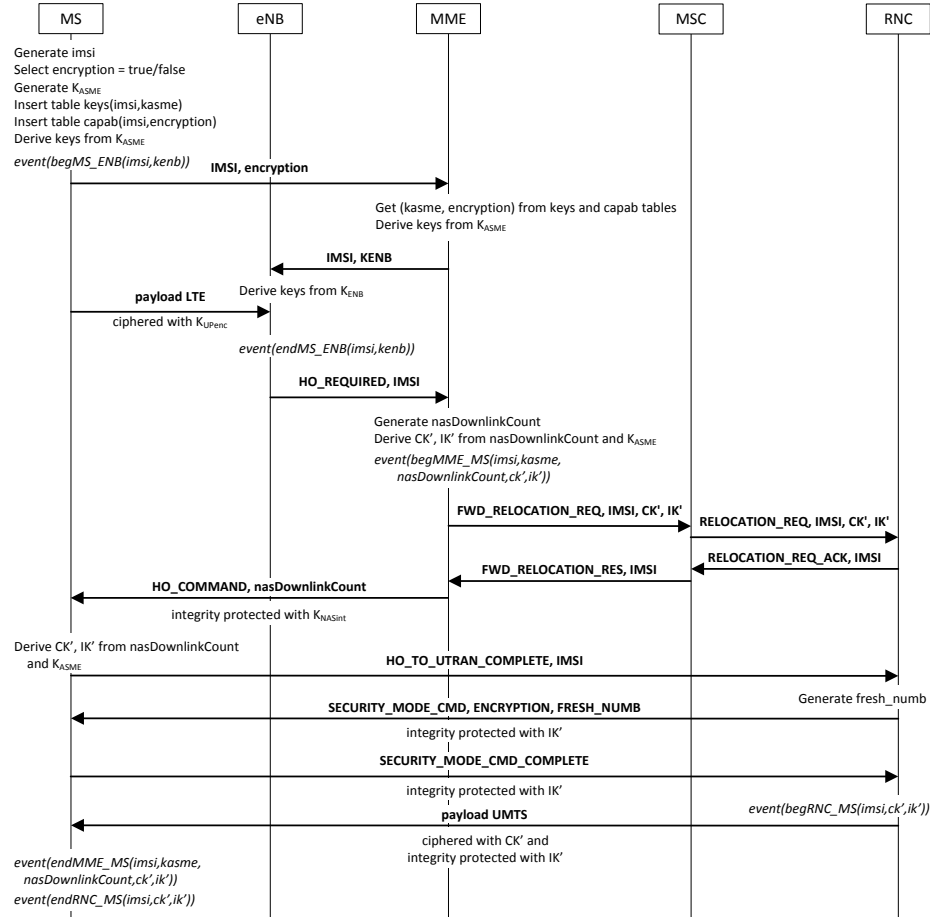 MS eNB MME MSC RNC
Generate imsi
Select encryption = true/false
Generate KASME
Insert table keys(imsi,kasme)
Insert table capab(imsi,encryption)
Derive keys from KASME
event(begMS_ENB(imsi,kenb))
IMSI, encryption
Get (kasme, encryption) from keys and capab tables
Derive keys from KASME
IMSI, KENB
Derive keys from KENB
payload LTE
ciphered with KUPenc
event(endMS_ENB(imsi,kenb))
HO_REQUIRED, IMSI
Generate nasDownlinkCount
Derive CK’, IK’ from nasDownlinkCount and KASME
event(begMME_MS(imsi,kasme,
nasDownlinkCount,ck’,ik’))
FWD_RELOCATION_REQ, IMSI, CK', IK'
RELOCATION_REQ, IMSI, CK', IK'
RELOCATION_REQ_ACK, IMSI
FWD_RELOCATION_RES, IMSI
HO_COMMAND, nasDownlinkCount
integrity protected with KNASint
Derive CK’, IK’ from nasDownlinkCount
and KASME
HO_TO_UTRAN_COMPLETE, IMSI
Generate fresh_numb
SECURITY_MODE_CMD, ENCRYPTION, FRESH_NUMB
integrity protected with IK’
SECURITY_MODE_CMD_COMPLETE
integrity protected with IK’
event(begRNC_MS(imsi,ck’,ik’))
payload UMTS
ciphered with CK’ and
integrity protected with IK’
event(endMME_MS(imsi,kasme,
nasDownlinkCount,ck’,ik’))
event(endRNC_MS(imsi,ck’,ik’))